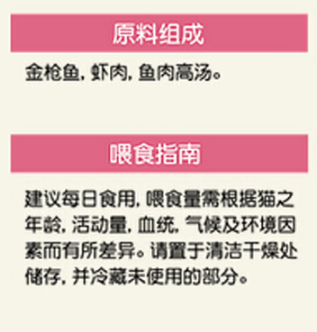 原料组成
金枪鱼, 虾肉, 鱼肉高汤。
喂食指南
建议每日食用, 喂食量需根据猫之
年龄, 活动量, 血统, 气候及环境因
素而有所差异。请置于清洁干燥处
储存, 并冷藏未使用的部分。